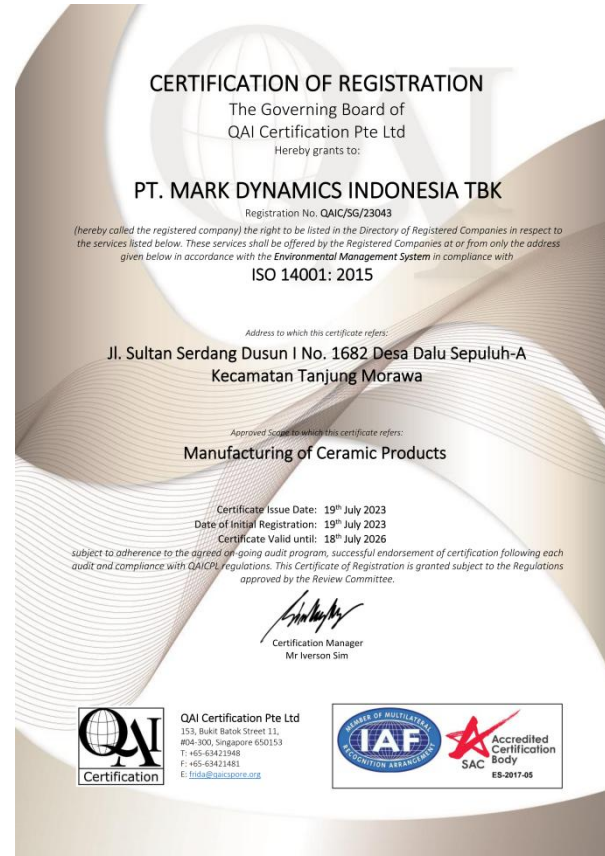 CERTIFICATION OF REGISTRATION
The Governing Board of
QAI Certification Pte Ltd
Hereby grants to:
PT. MARK DYNAMICS INDONESIA TBK
Registration No. QAIC/SG/23043
(hereby called the registered company) the right to be listed in the Directory of Registered Companies in respect to
the services listed below. These services shall be offered by the Registered Companies at or from only the address
given below in accordance with the Environmental Management System in compliance with
ISO 14001: 2015
Address to which this certificate refers:
Jl. Sultan Serdang Dusun I No. 1682 Desa Dalu Sepuluh-A
Kecamatan Tanjung Morawa
Approved Scope to which this certificate refers:
Manufacturing of Ceramic Products
Certificate Issue Date: 19th July 2023
Date of Initial Registration: 19th July 2023
Certificate Valid until: 18th July 2026
subject to adherence to the agreed on-going audit program, successful endorsement of certification following each
audit and compliance with QAICPL regulations. This Certificate of Registration is granted subject to the Regulations
approved by the Review Committee.
Certification Manager
Mr Iverson Sim
QAI
Certification
QAI Certification Pte Ltd
153, Bukit Batok Street 11,
#04-300, Singapore 650153
T: +65-63421948
F: +65-63421481
E: frida@qaicspore.org
MEMBER OF MULTILATERAL
IAF
RECOGNITION ARRANGEMENT
SAC
Accredited
Certification
Body
ES-2017-05